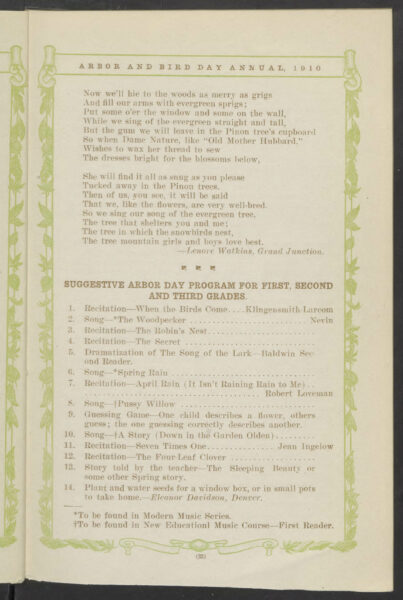 ARBOR AND BIRD DAY ANNUAL, 1910
Now we'll hie to the woods as merry as grigs
And fill our arms with evergreen sprigs;
Put some o'er the window and some on the wall,
While we sing of the evergreen straight and tall,
But the gum we will leave in the Pinon tree's cupboard
So when Dame Nature, like "Old Mother Hubbard,"
Wishes to wax her thread to sew
The dresses bright for the blossoms below,
She will find it all as snug as you please
Tucked away in the Pinon trees.
Then of us, you see, it will be said
That we, like the flowers, are very well-bred.
So we sing our song of the evergreen tree,
The tree that shelters you and me;
The tree in which the snowbirds nest,
The tree mountain girls and boys love best.
—Lenore Watkins, Grand Junction.
SUGGESTIVE ARBOR DAY PROGRAM FOR FIRST, SECOND
AND THIRD GRADES.
1. Recitation—When the Birds Come....Klingensmith Larcom
2. Song—*The Woodpecker ........................ Nevin
3. Recitation—The Robin's Nest ........................
4. Recitation—The Secret ........................
5. Dramatization of The Song of the Lark—Baldwin Sec-
ond Reader.
6. Song—*Spring Rain ........................
7. Recitation—April Rain (It Isn't Raining Rain to Me)..
........................ Robert Loveman
8. Song—†Pussy Willow ........................
9. Guessing Game—One child describes a flower, others
guess; the one guessing correctly describes another.
10. Song—†A Story (Down in the Garden Olden).........
11. Recitation—Seven Times One.................Jean Ingelow
12. Recitation—The Four-Leaf Clover ....................
13. Story told by the teacher—The Sleeping Beauty or
some other Spring story.
14. Plant and water seeds for a window box, or in small pots
to take home.—Eleanor Davidson, Denver.
*To be found in Modern Music Series.
†To be found in New Educationl Music Course—First Reader.